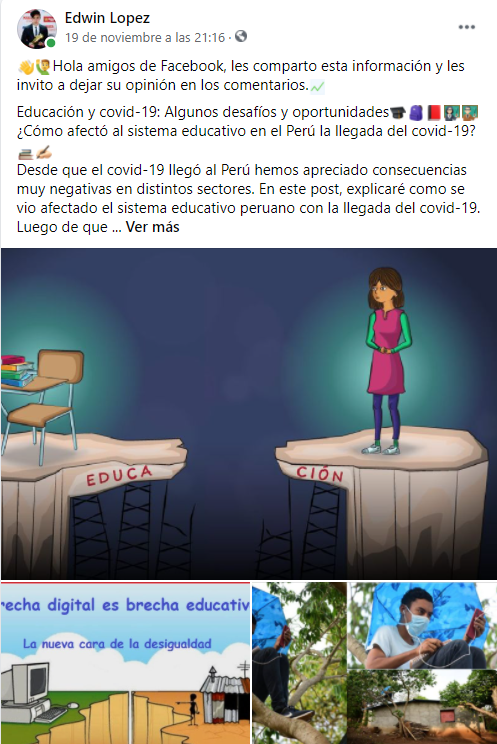 Edwin Lopez
19 de noviembre a las 21:16 ·
👋🙋‍♂️Hola amigos de Facebook, les comparto esta información y les
invito a dejar su opinión en los comentarios.📈
Educación y covid-19: Algunos desafíos y oportunidades🎓🎒📕👩‍🏫👨‍🏫
¿Cómo afectó al sistema educativo en el Perú la llegada del covid-19?
📚✍
Desde que el covid-19 llegó al Perú hemos apreciado consecuencias
muy negativas en distintos sectores. En este post, explicaré como se
vio afectado el sistema educativo peruano con la llegada del covid-19.
Luego de que ... Ver más
EDUCA
CIÓN
recha digital es brecha educativ
La nueva cara de la desigualdad